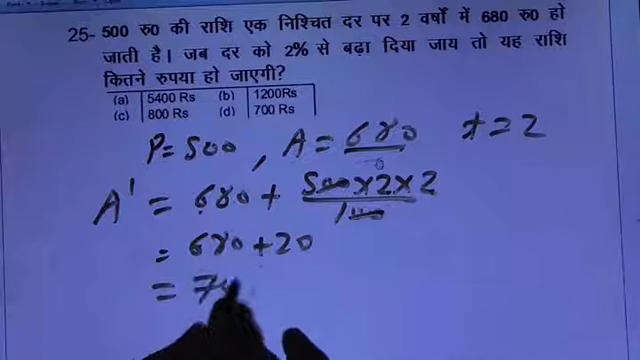 25- 500 रु0 की राशि एक निश्चित दर पर 2 वर्षों में 680 रु0 हो
जाती है। जब दर को 2% से बढ़ा दिया जाय तो यह राशि
कितने रुपया हो जाएगी?
(a) 5400 Rs (b) 1200Rs
(c) 800 Rs (d) 700 Rs
P = 500, A = 680 t = 2
A' = 680 + 500×2×2 / 100
= 680 + 20
=